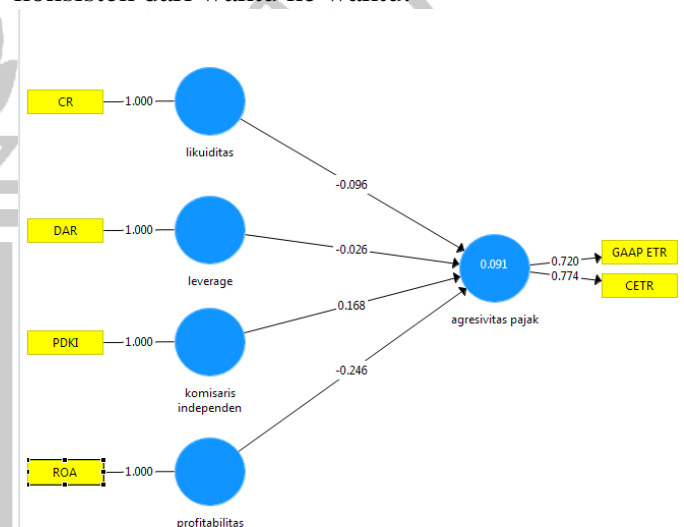 konsisten dari waktu ke waktu.
CR
1.000
likuiditas
-0.096
DAR
1.000
leverage
-0.026
0.091
agresivitas pajak
0.720
GAAP ETR
0.774
CETR
PDKI
1.000
komisaris
independen
0.168
ROA
1.000
profitabilitas
-0.246